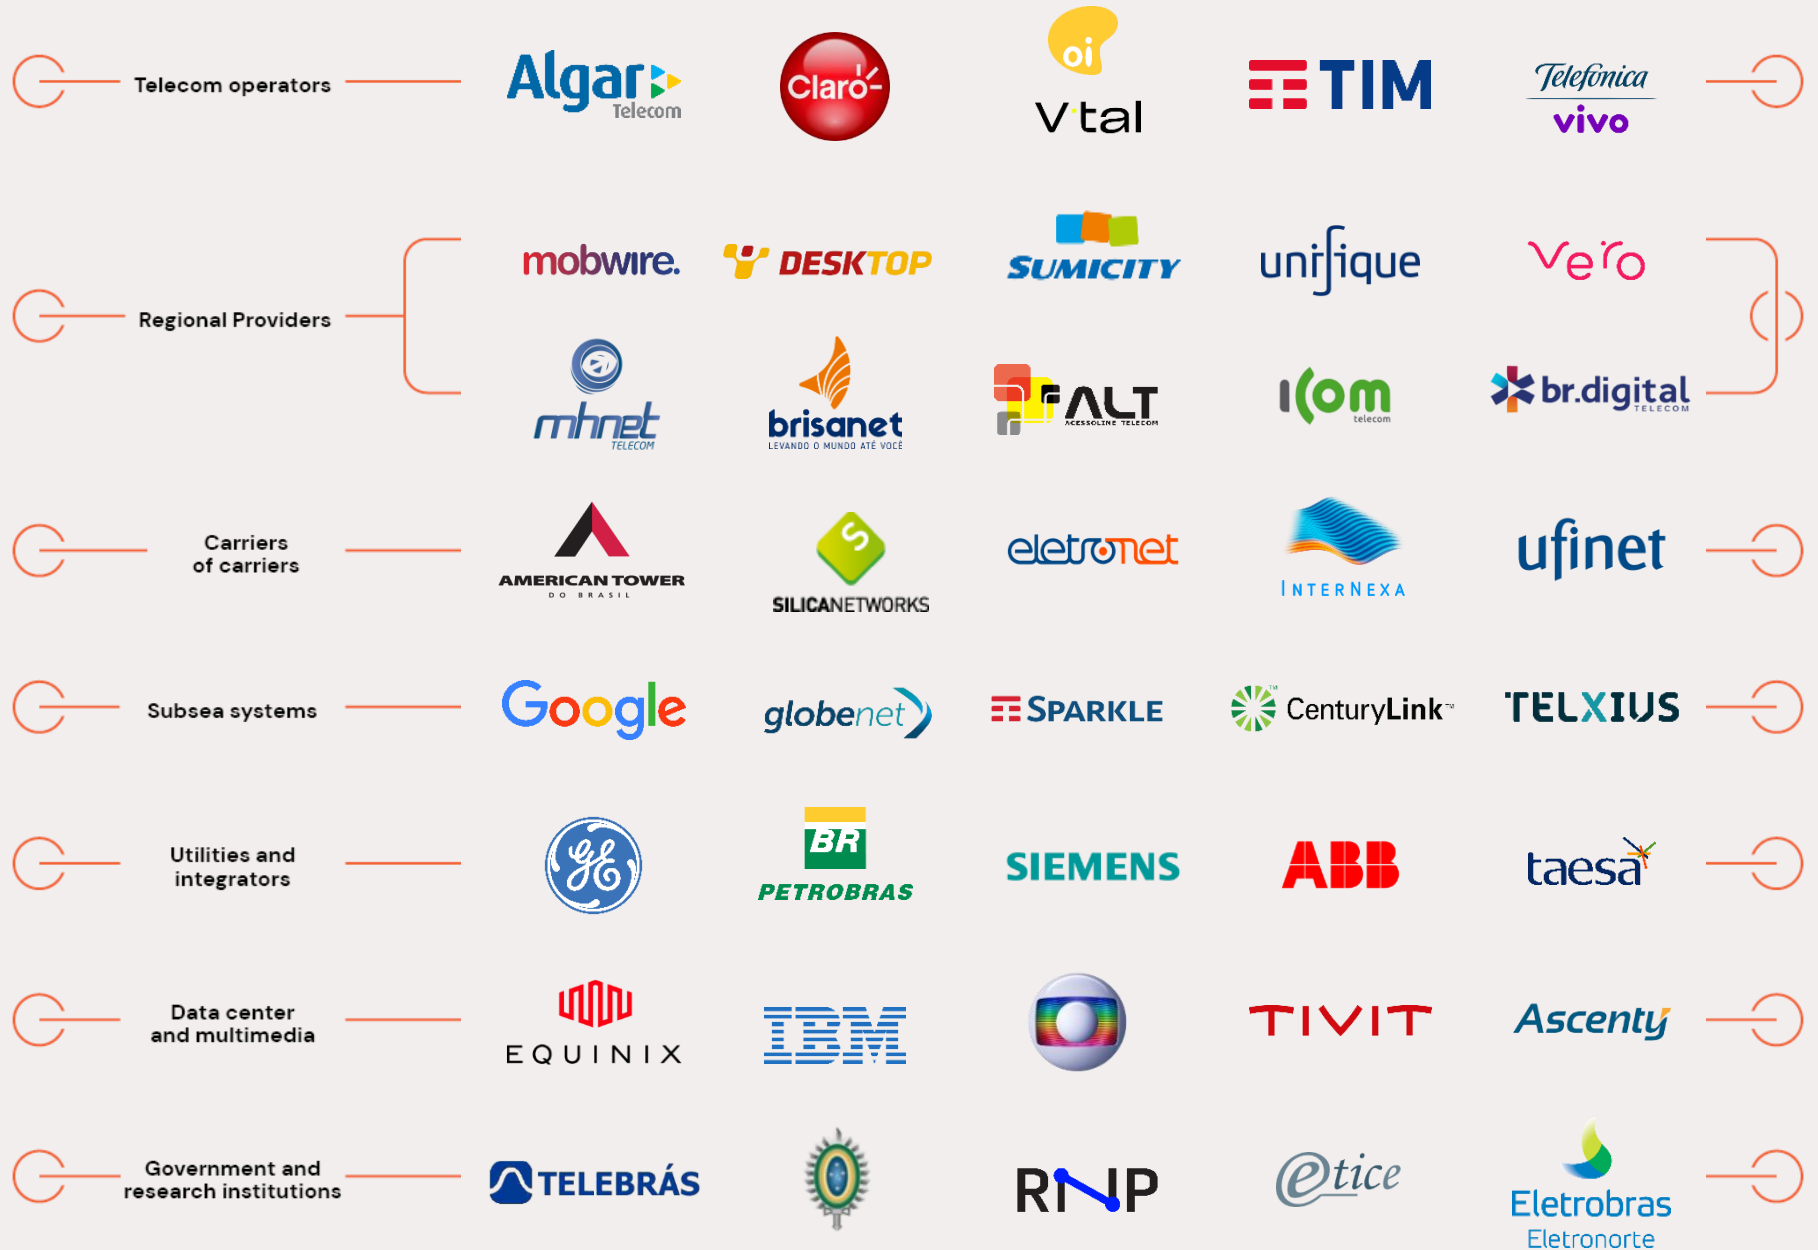 Telecom operators
Algar
Telecom
Claro
oi
V.tal
TIM
Telefónica
vivo
Regional Providers
mobwire.
DESKTOP
SUMICITY
unifique
vero
mhnet
TELECOM
brisanet
LEVANDO O MUNDO ATÉ VOCÊ
ALT
ACESSOLINE TELECOM
ICOM
telecom
br.digital
TELECOM
Carriers
of carriers
AMERICAN TOWER
DO BRASIL
S
SILICANETWORKS
eletronet
INTERNEXA
ufinet
Subsea systems
Google
globenet
SPARKLE
CenturyLink™
TELXIUS
Utilities and
integrators
GE
BR
PETROBRAS
SIEMENS
ABB
taesa
Data center
and multimedia
EQUINIX
IBM
TIVIT
Ascenty
Government and
research institutions
TELEBRÁS
RNP
etice
Eletrobras
Eletronorte